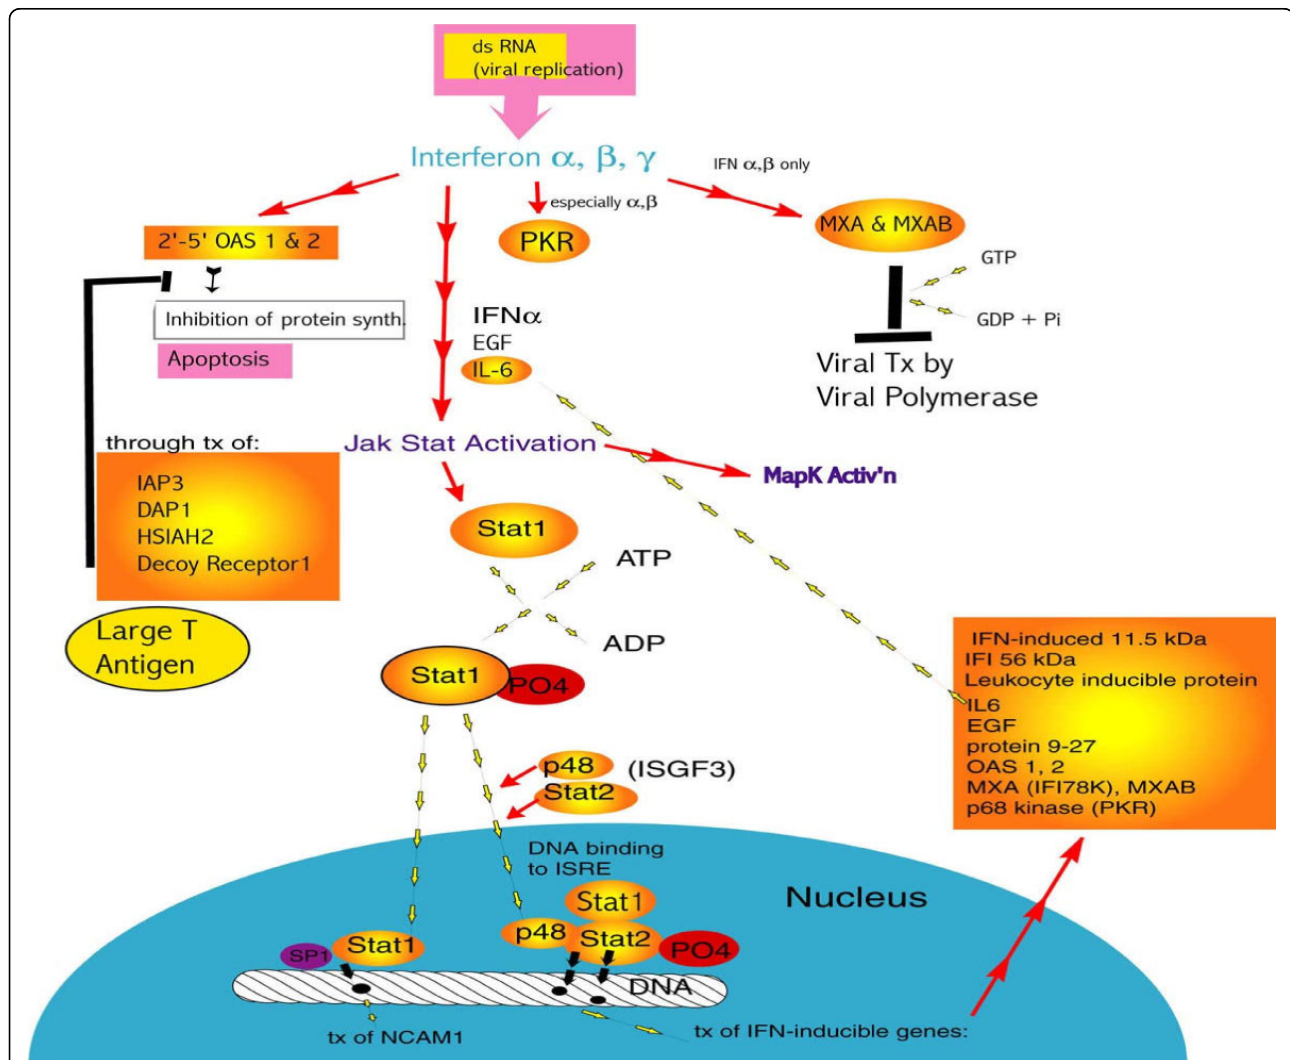 ds RNA
(viral replication)
Interferon α, β, γ
IFN α,β only
especially α,β
2'-5' OAS 1 & 2
PKR
MXA & MXAB
GTP
GDP + Pi
Inhibition of protein synth.
Apoptosis
IFNα
EGF
IL-6
Viral Tx by
Viral Polymerase
through tx of:
Jak Stat Activation
MapK Activ'n
IAP3
DAP1
HSIAH2
Decoy Receptor1
Stat1
ATP
ADP
Large T
Antigen
Stat1
PO4
IFN-induced 11.5 kDa
IFI 56 kDa
Leukocyte inducible protein
IL6
EGF
protein 9-27
OAS 1, 2
MXA (IFI78K), MXAB
p68 kinase (PKR)
p48
(ISGF3)
Stat2
DNA binding
to ISRE
Nucleus
Stat1
p48
Stat2
PO4
SP1
Stat1
DNA
tx of NCAM1
tx of IFN-inducible genes: